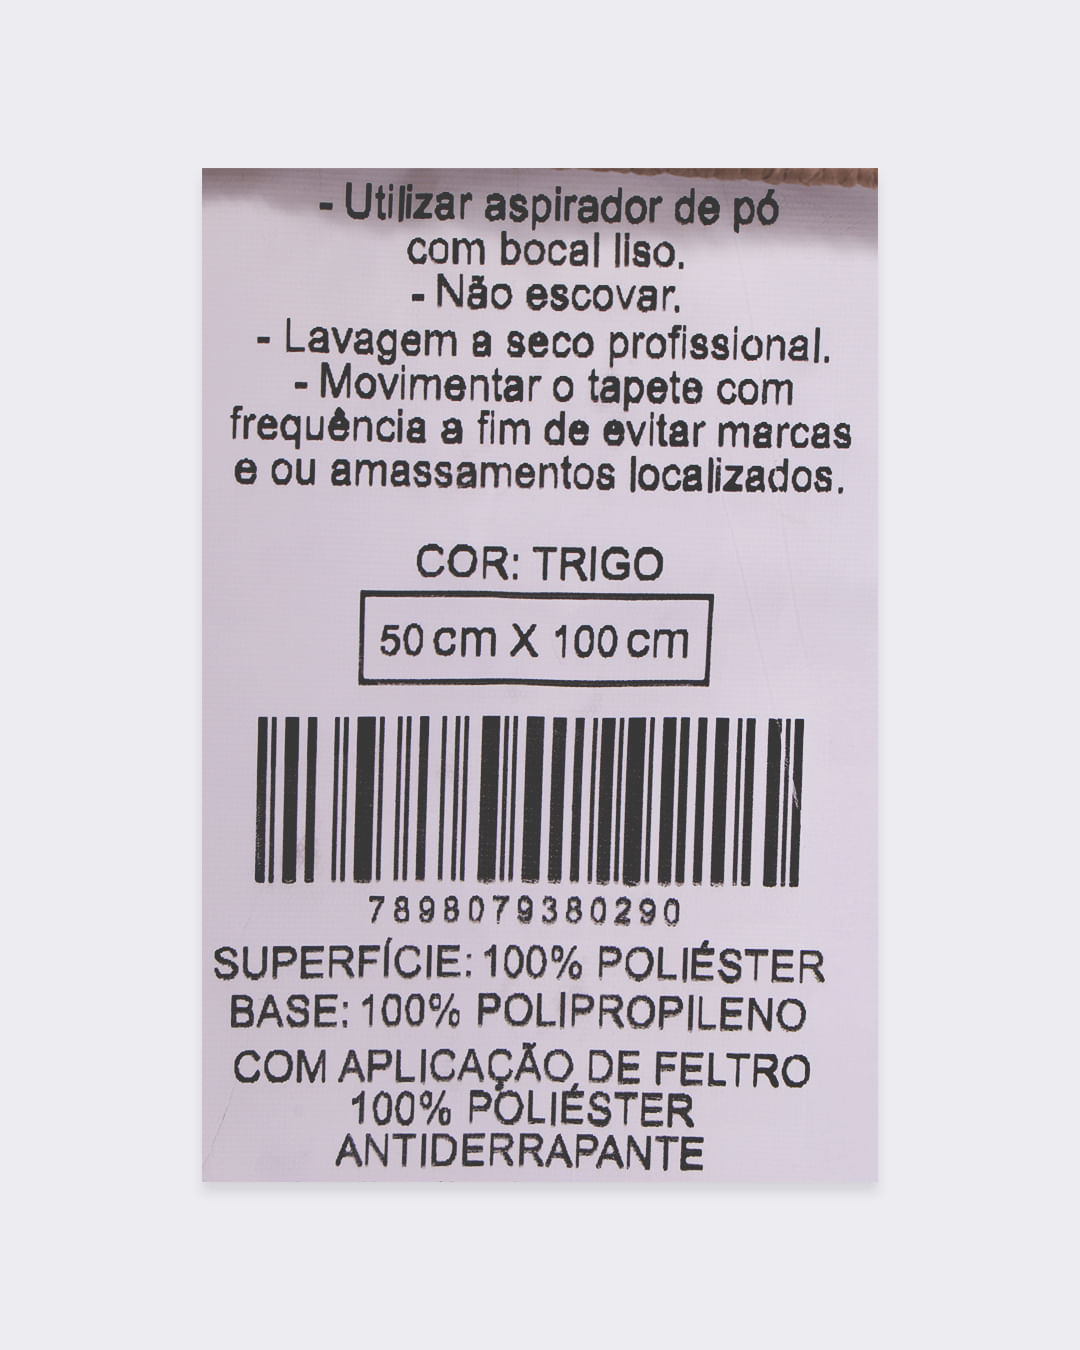 - Utilizar aspirador de pó
com bocal liso.
- Não escovar.
- Lavagem a seco profissional.
- Movimentar o tapete com
frequência a fim de evitar marcas
e ou amassamentos localizados.
COR: TRIGO
50 cm X 100 cm
7898079380290
SUPERFÍCIE: 100% POLIÉSTER
BASE: 100% POLIPROPILENO
COM APLICAÇÃO DE FELTRO
100% POLIÉSTER
ANTIDERRAPANTE